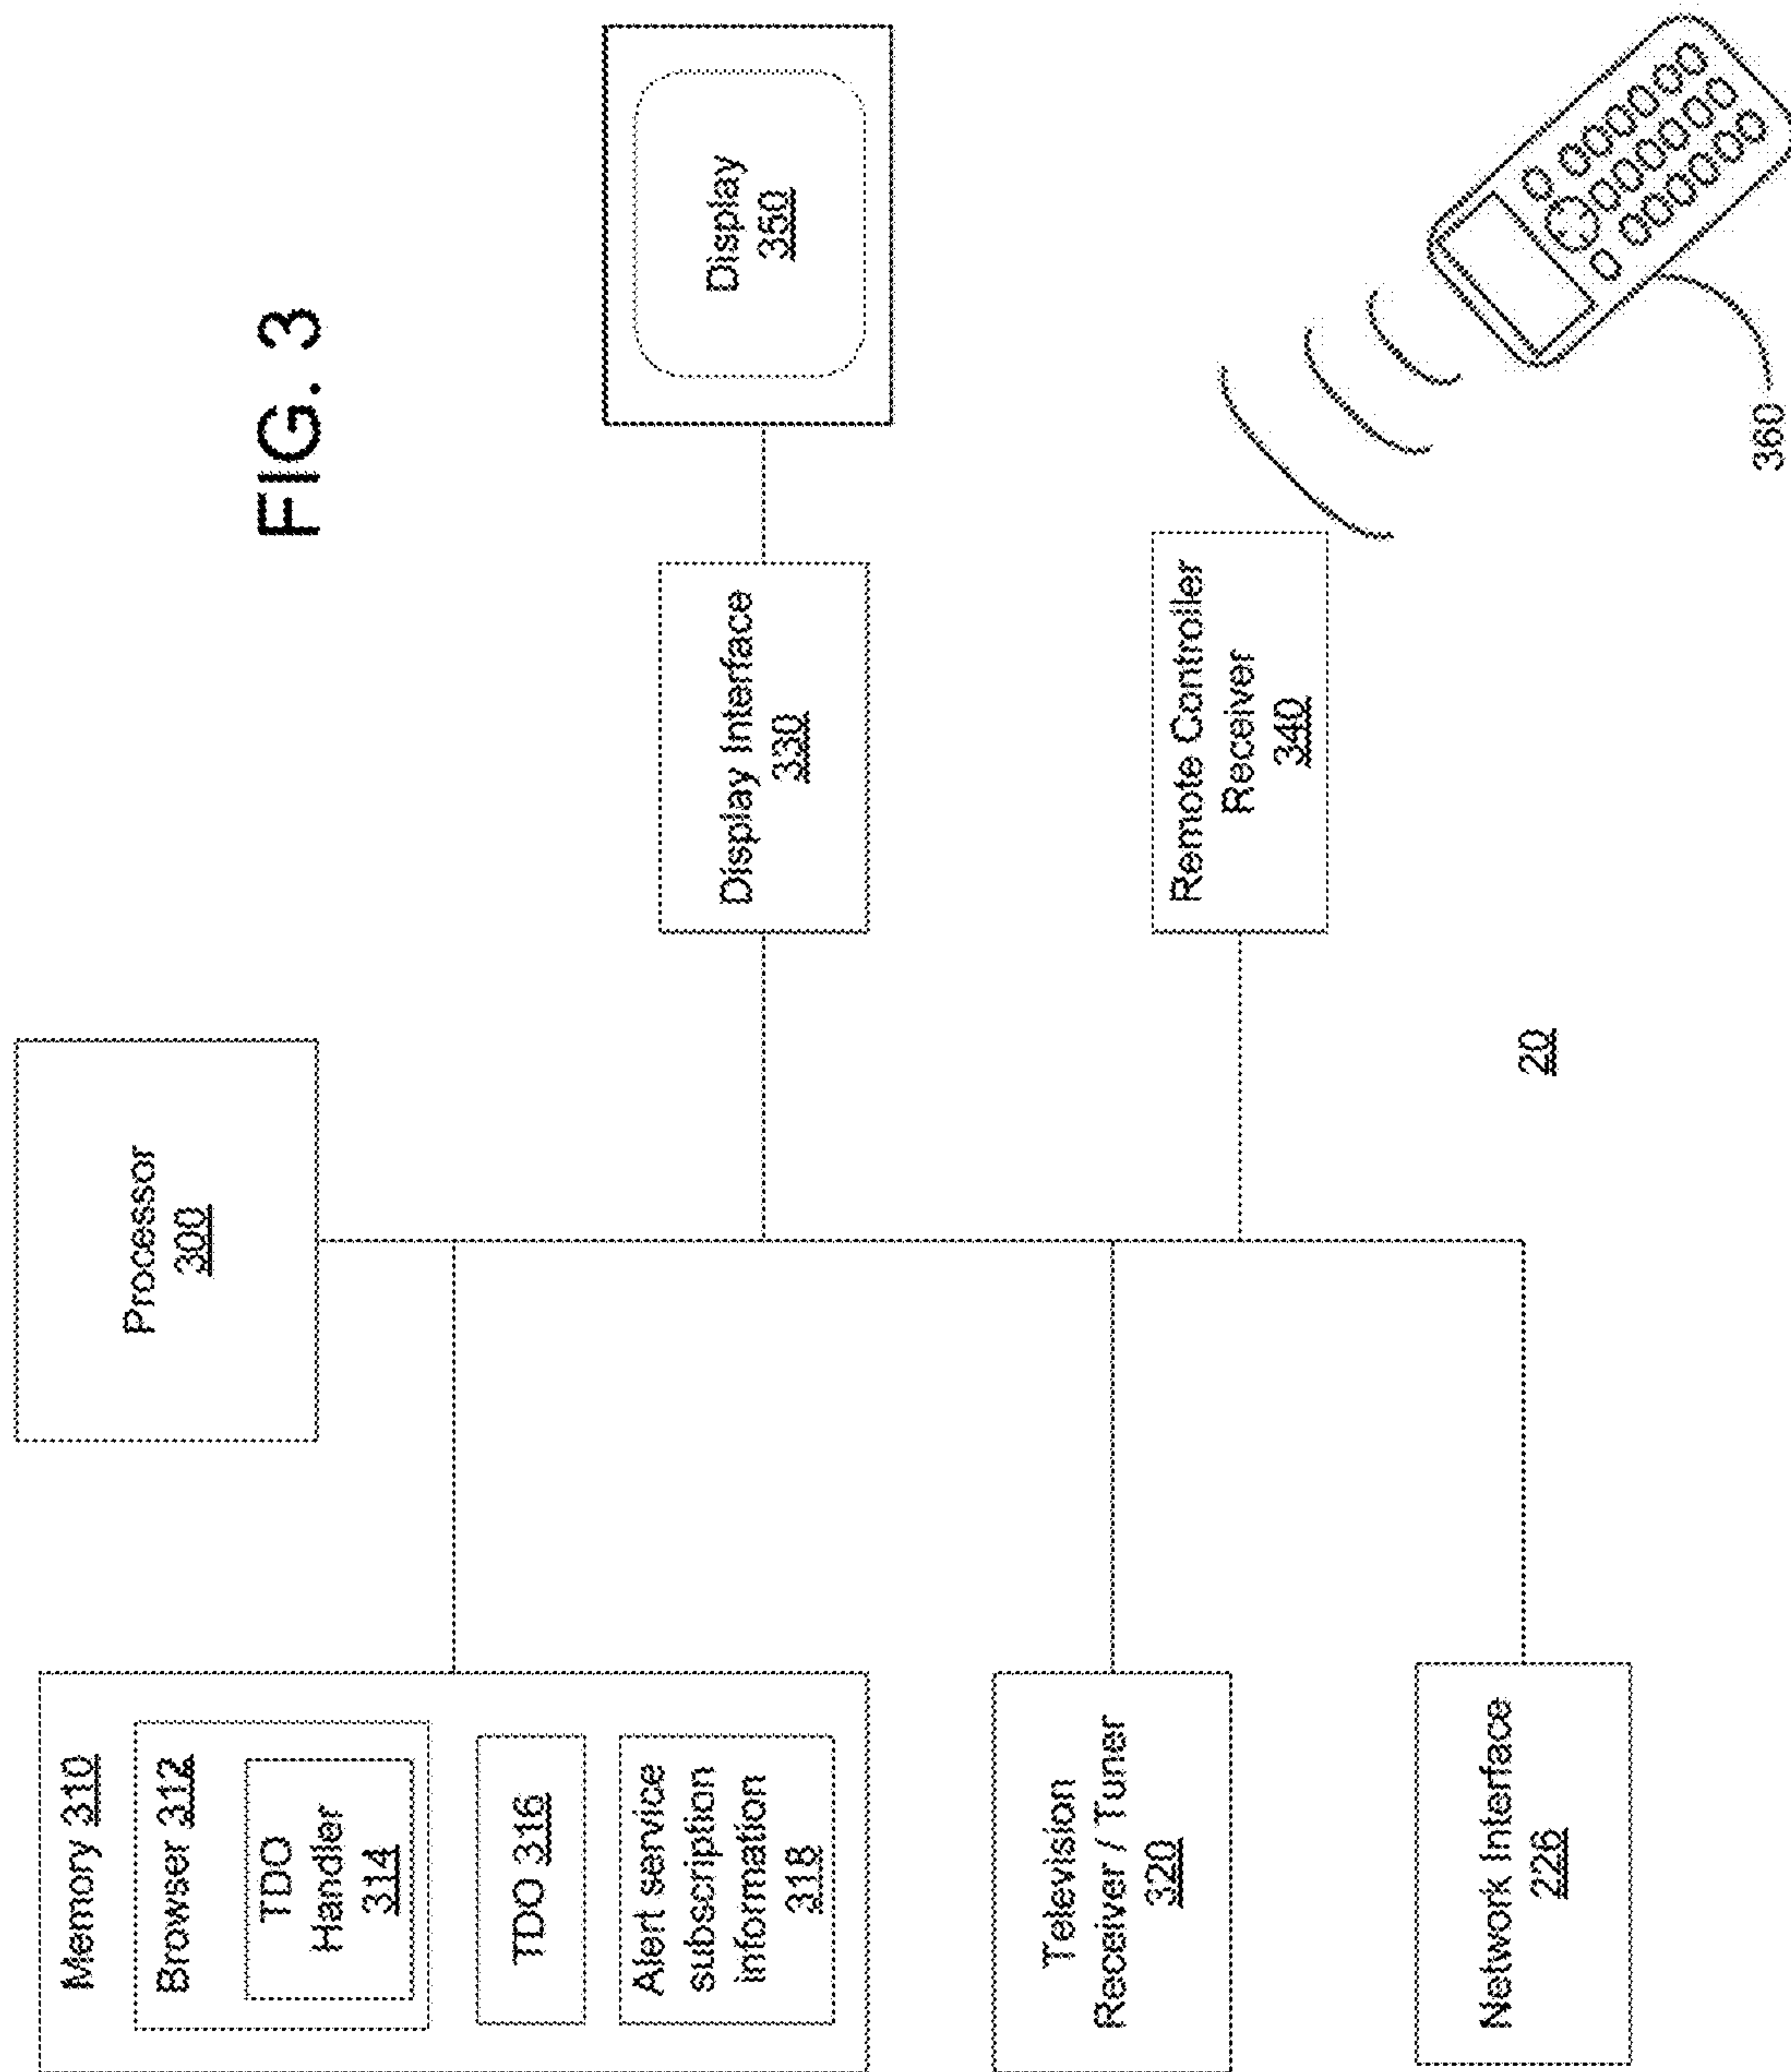 FIG. 3
Processor
300
Memory 310
Browser 312
TDO
Handler
314
TDO 316
Alert service
subscription
information
318
Display Interface
330
Display
350
Television
Receiver / Tuner
320
Remote Controller
Receiver
340
Network Interface
226
20
360